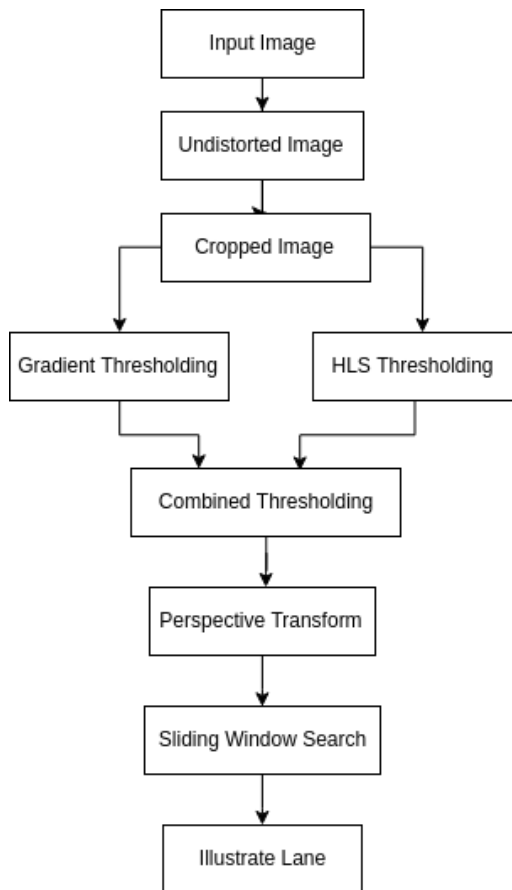 Input Image
Undistorted Image
Cropped Image
Gradient Thresholding
HLS Thresholding
Combined Thresholding
Perspective Transform
Sliding Window Search
Illustrate Lane